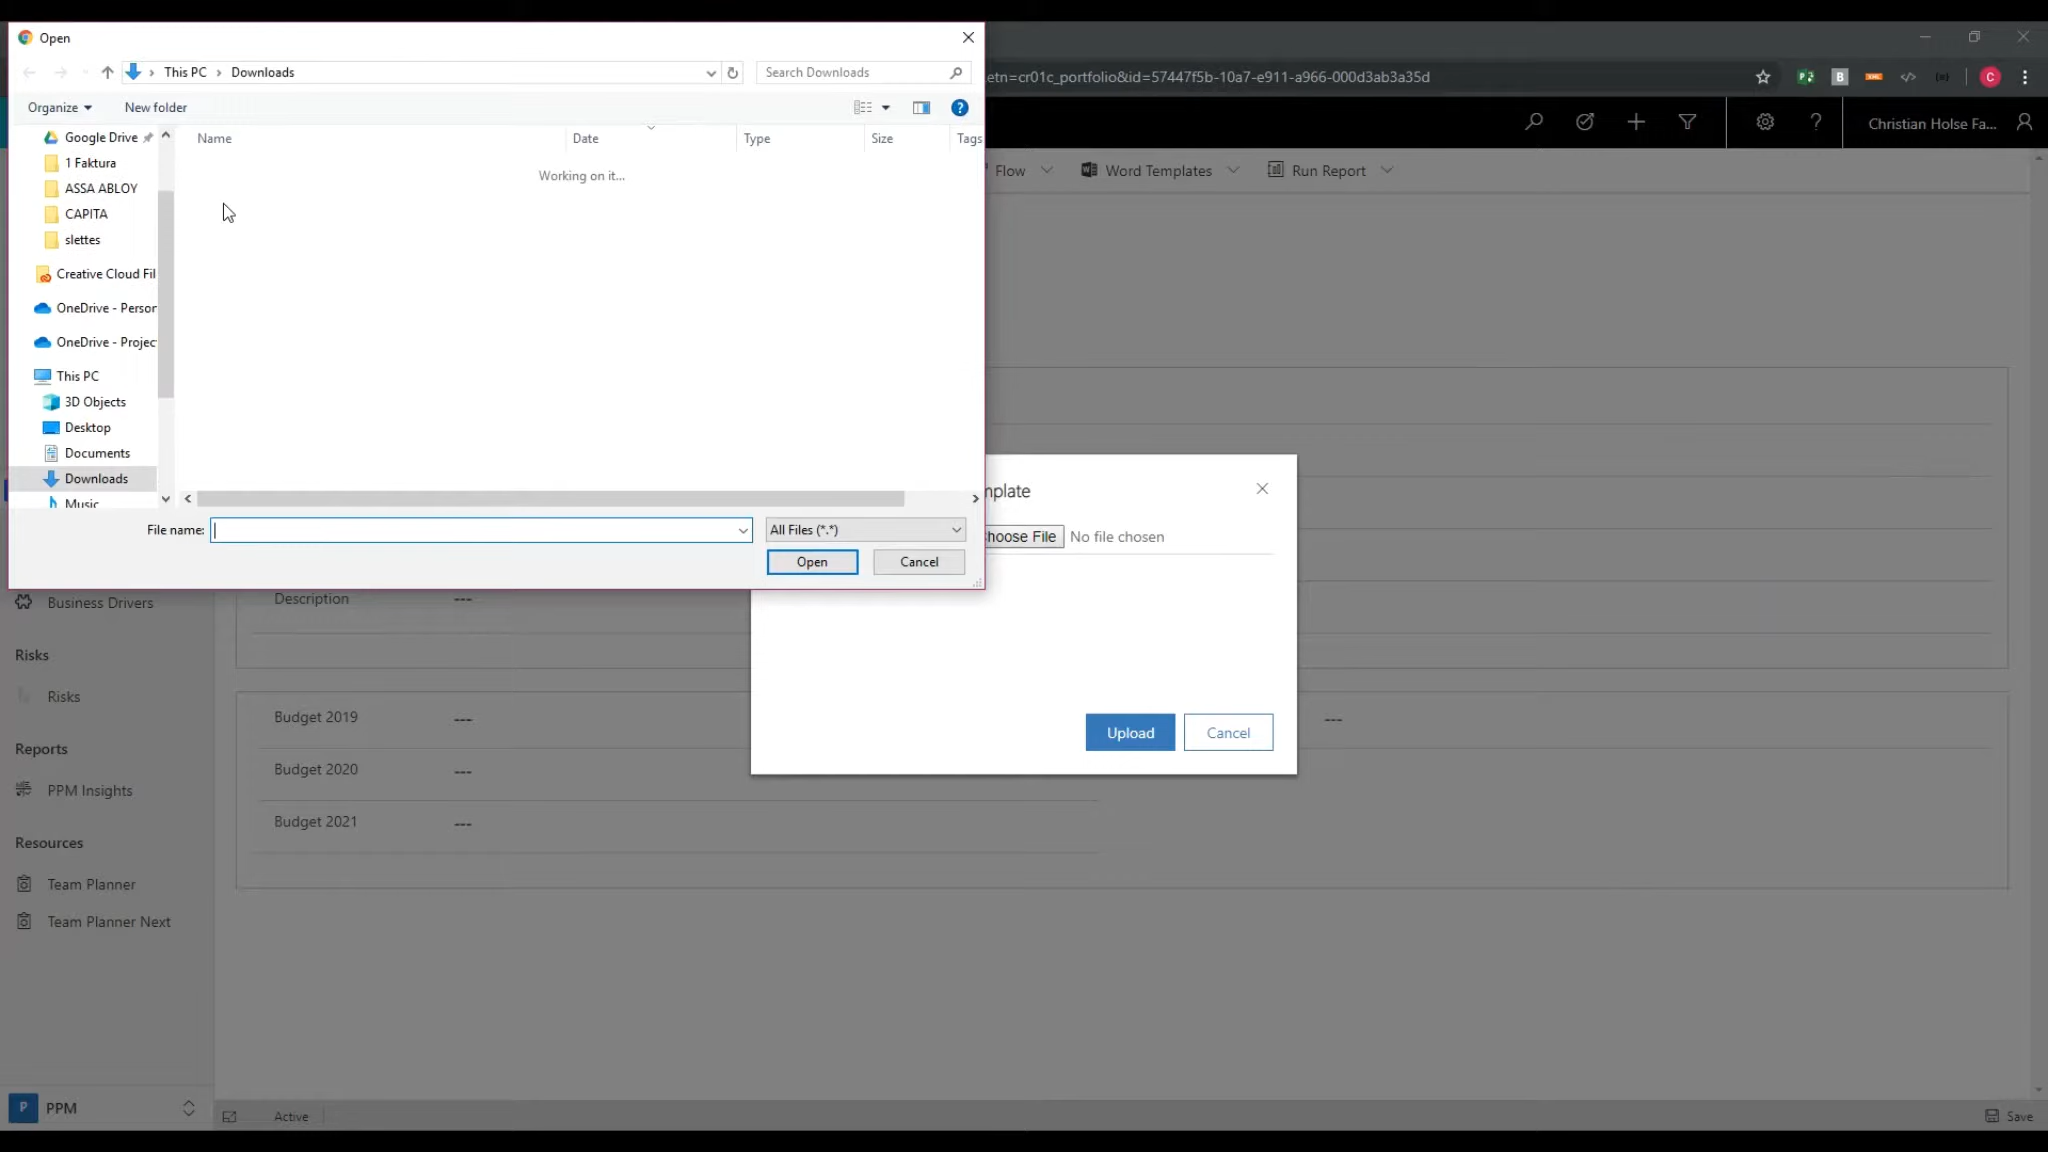 Open
This PC › Downloads
Search Downloads
etn=cr01c_portfolio&id=57447f5b-10a7-e911-a966-000d3ab3a35d
Organize
New folder
Christian Holse Fa...
Flow
Word Templates
Run Report
Name
Date
Type
Size
Tags
Working on it...
Google Drive
1 Faktura
ASSA ABLOY
CAPITA
slettes
Creative Cloud Fil
OneDrive - Persor
OneDrive - Projec
This PC
3D Objects
Desktop
Documents
Downloads
Music
File name:
All Files (*.*)
Open
Cancel
mplate
hoose File
No file chosen
Upload
Cancel
Business Drivers
Risks
Risks
Reports
PPM Insights
Resources
Team Planner
Team Planner Next
Description
---
Budget 2019
---
---
Budget 2020
---
Budget 2021
---
P
PPM
Active
Save